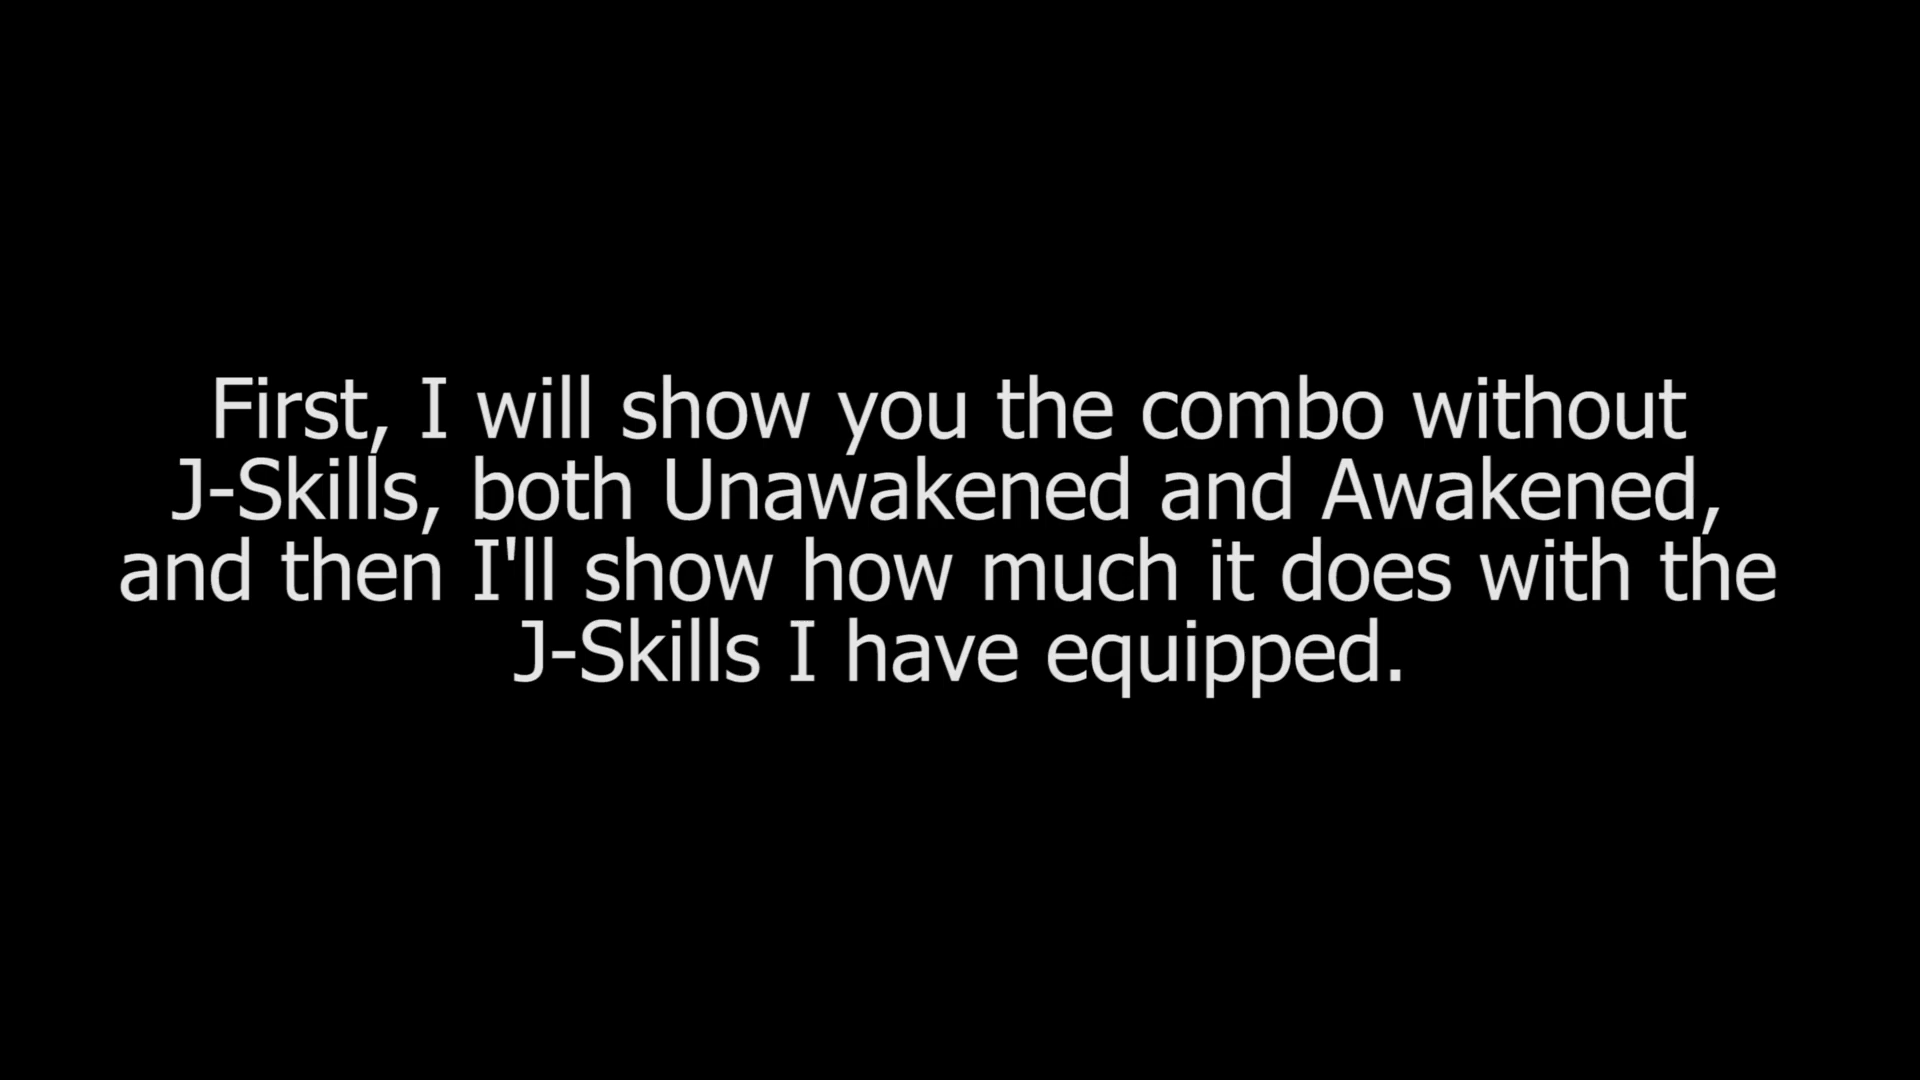 First, I will show you the combo without
J-Skills, both Unawakened and Awakened,
and then I'll show how much it does with the
J-Skills I have equipped.